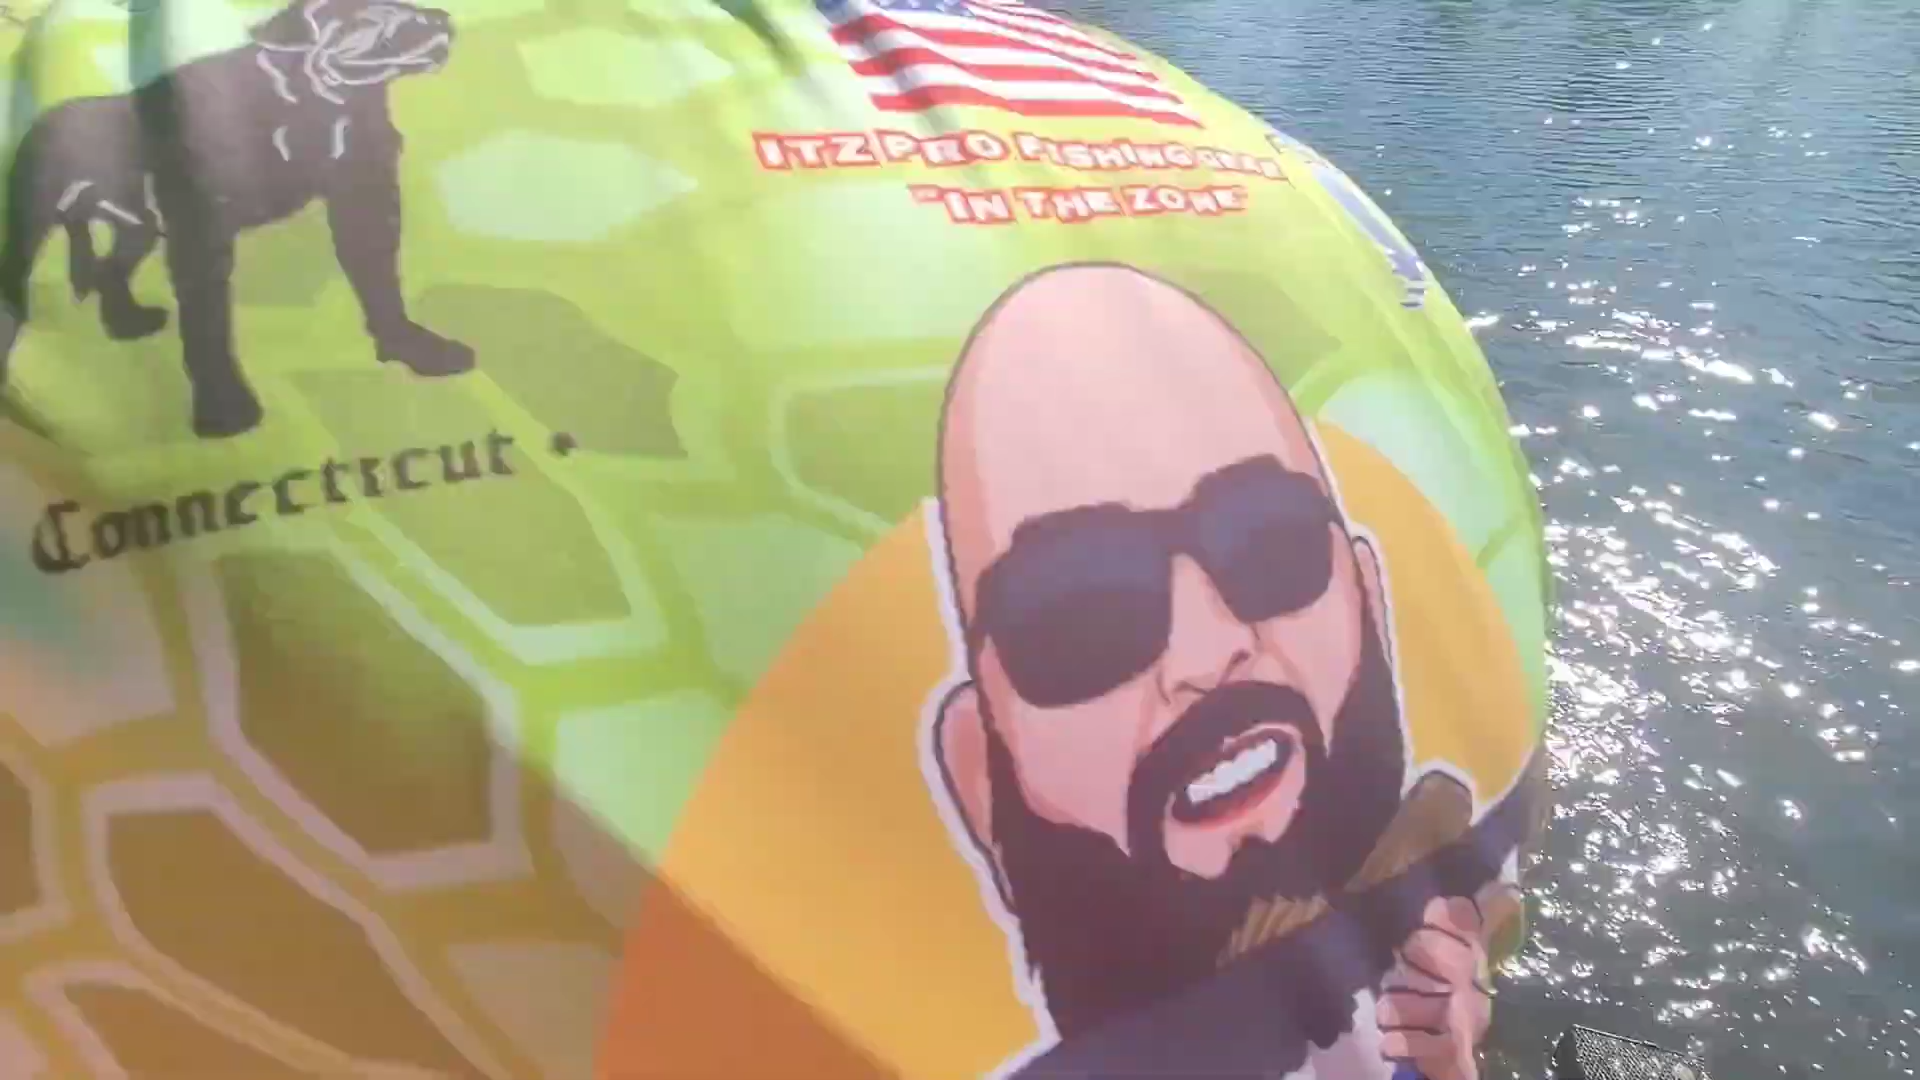 ITZ PRO FISHING GEAR
"IN THE ZONE"
Connecticut •